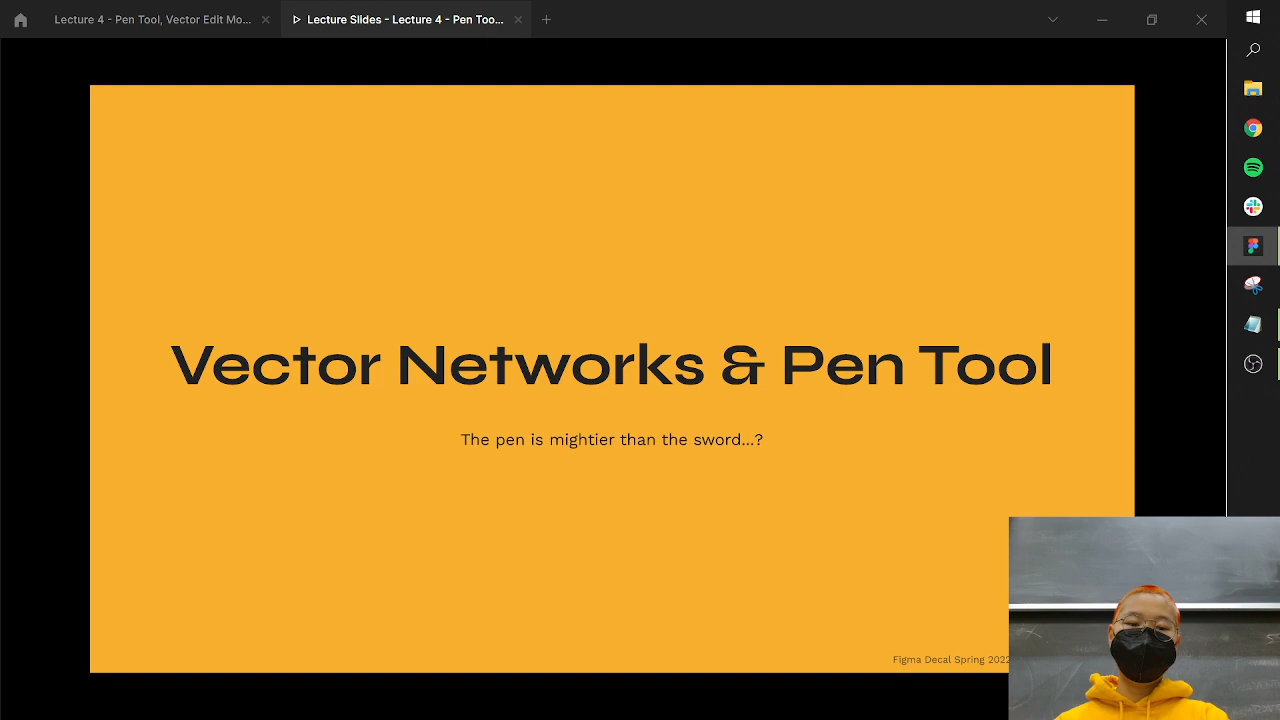 Lecture 4 - Pen Tool, Vector Edit Mo...
Lecture Slides - Lecture 4 - Pen Too...
Vector Networks & Pen Tool
The pen is mightier than the sword...?
Figma Decal Spring 2022